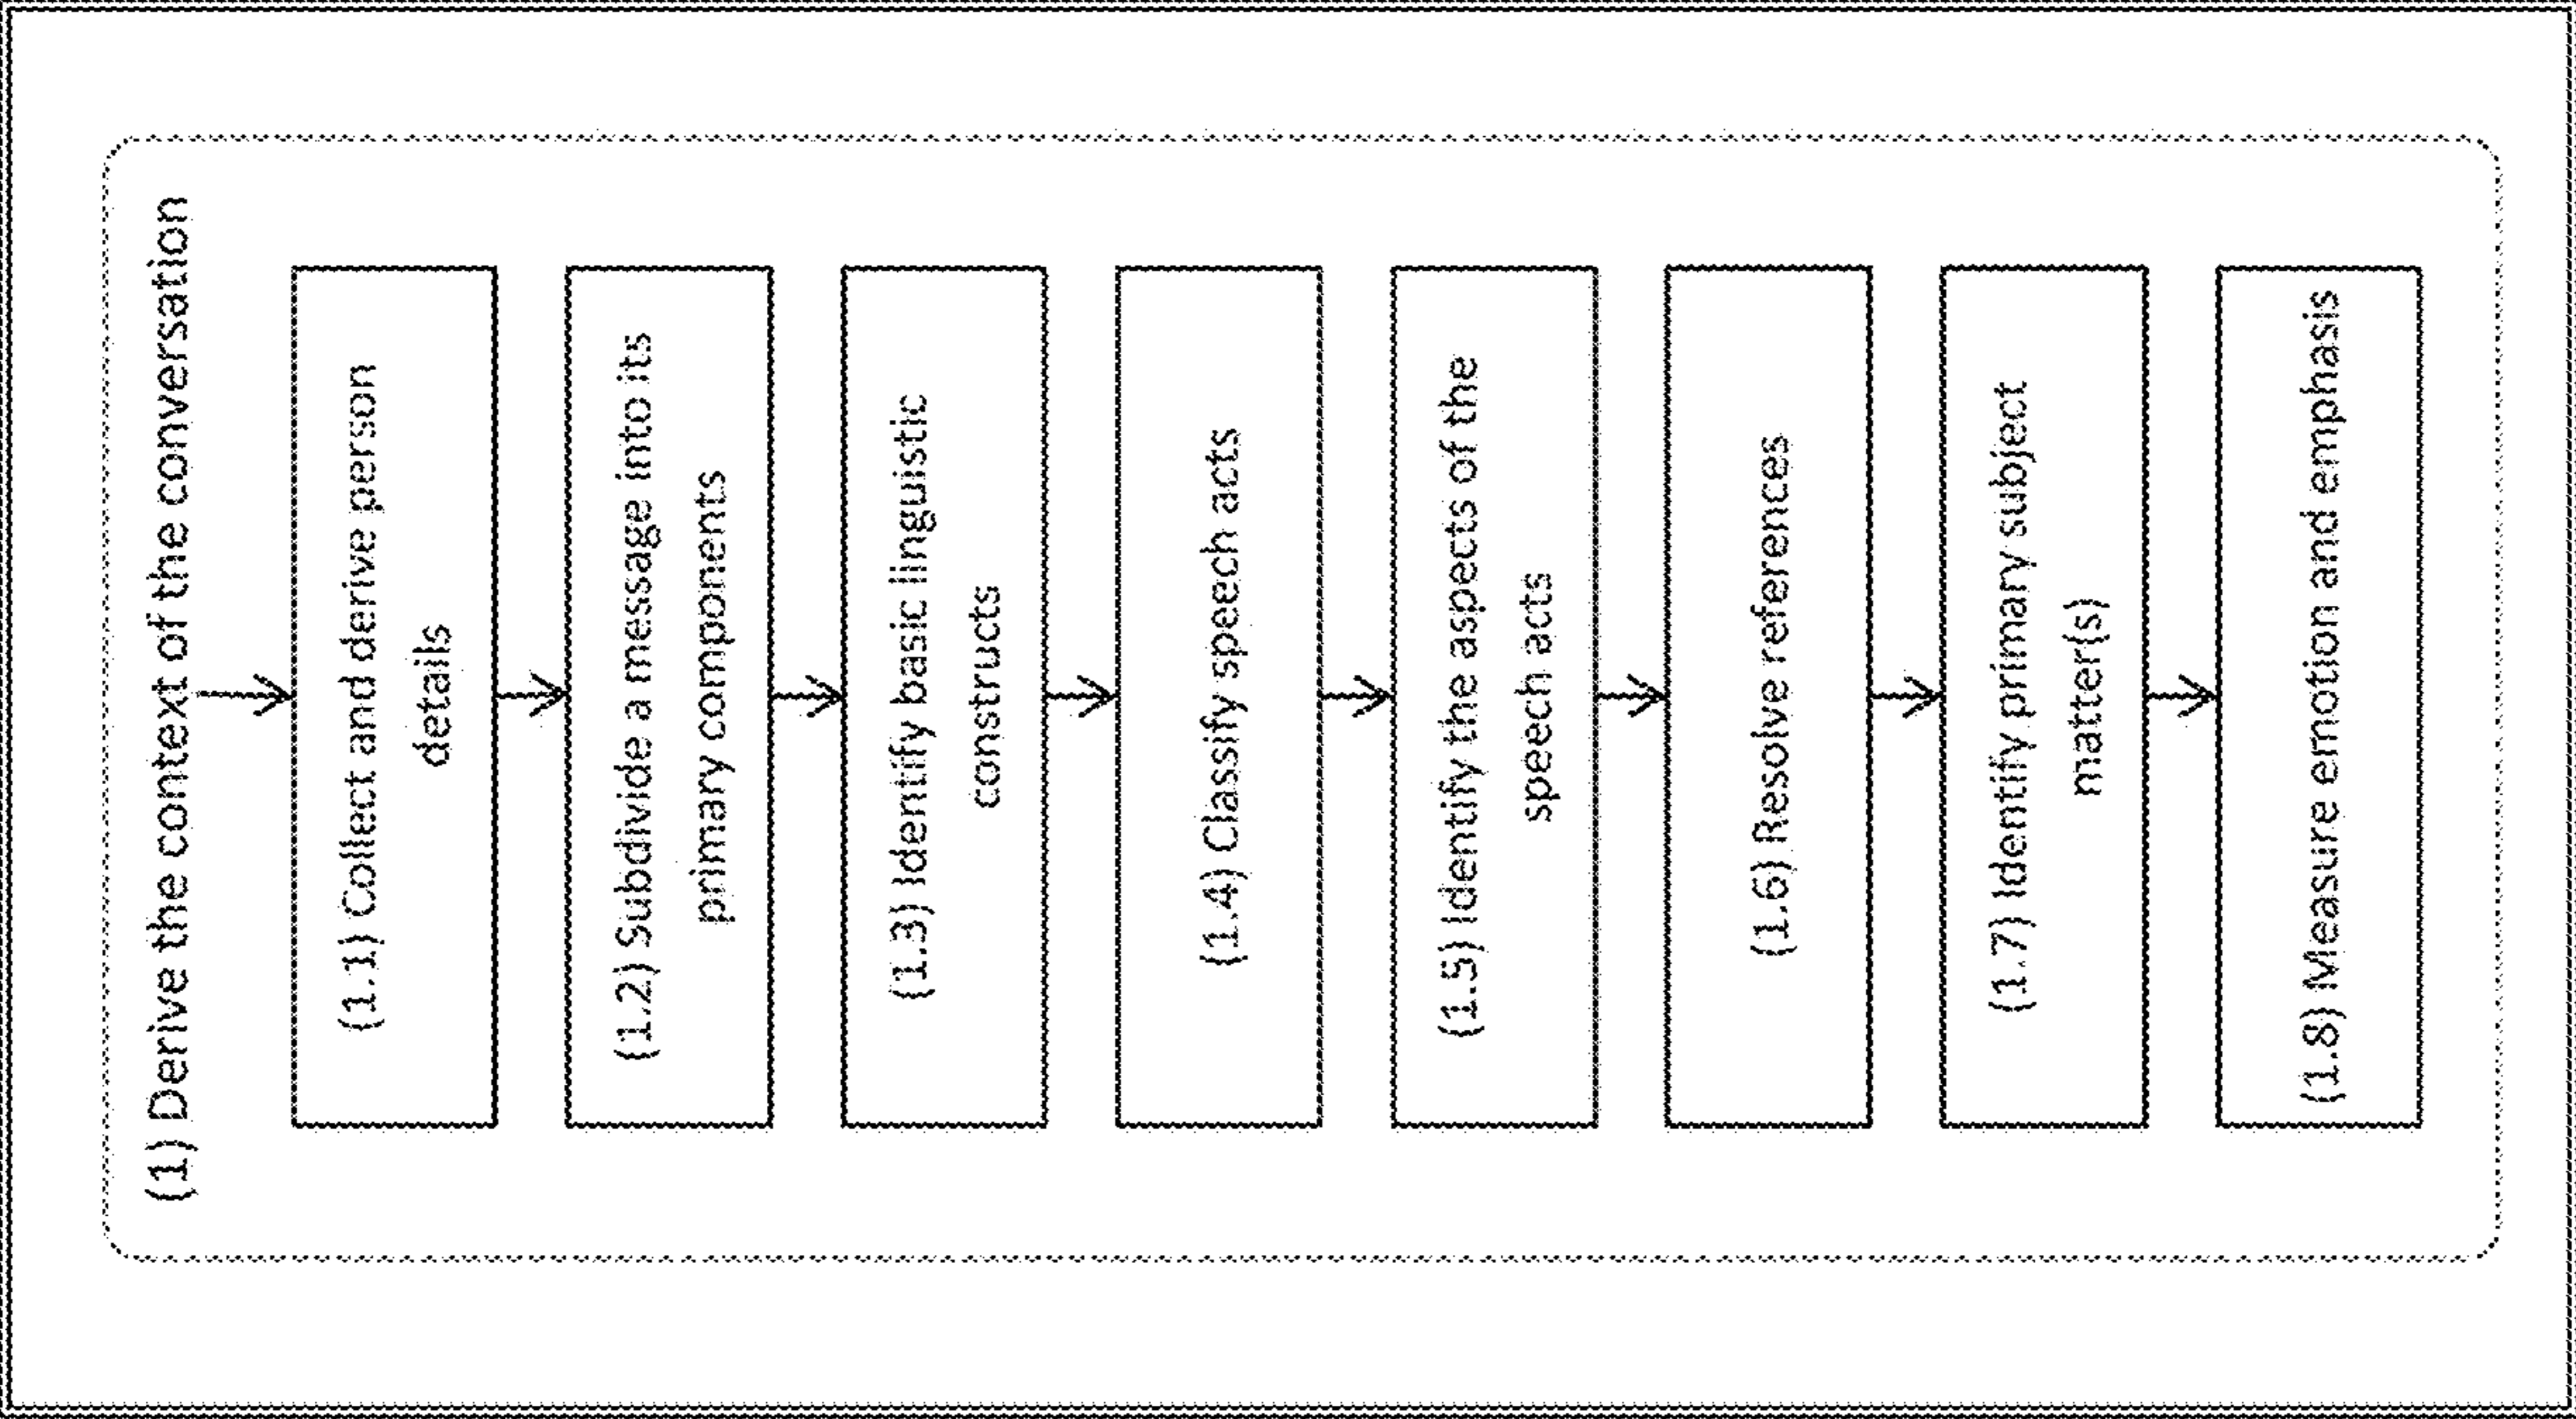 (1) Derive the context of the conversation
(1.1) Collect and derive person
details
(1.2) Subdivide a message into its
primary components
(1.3) Identify basic linguistic
constructs
(1.4) Classify speech acts
(1.5) Identify the aspects of the
speech acts
(1.6) Resolve references
(1.7) Identify primary subject
matter(s)
(1.8) Measure emotion and emphasis